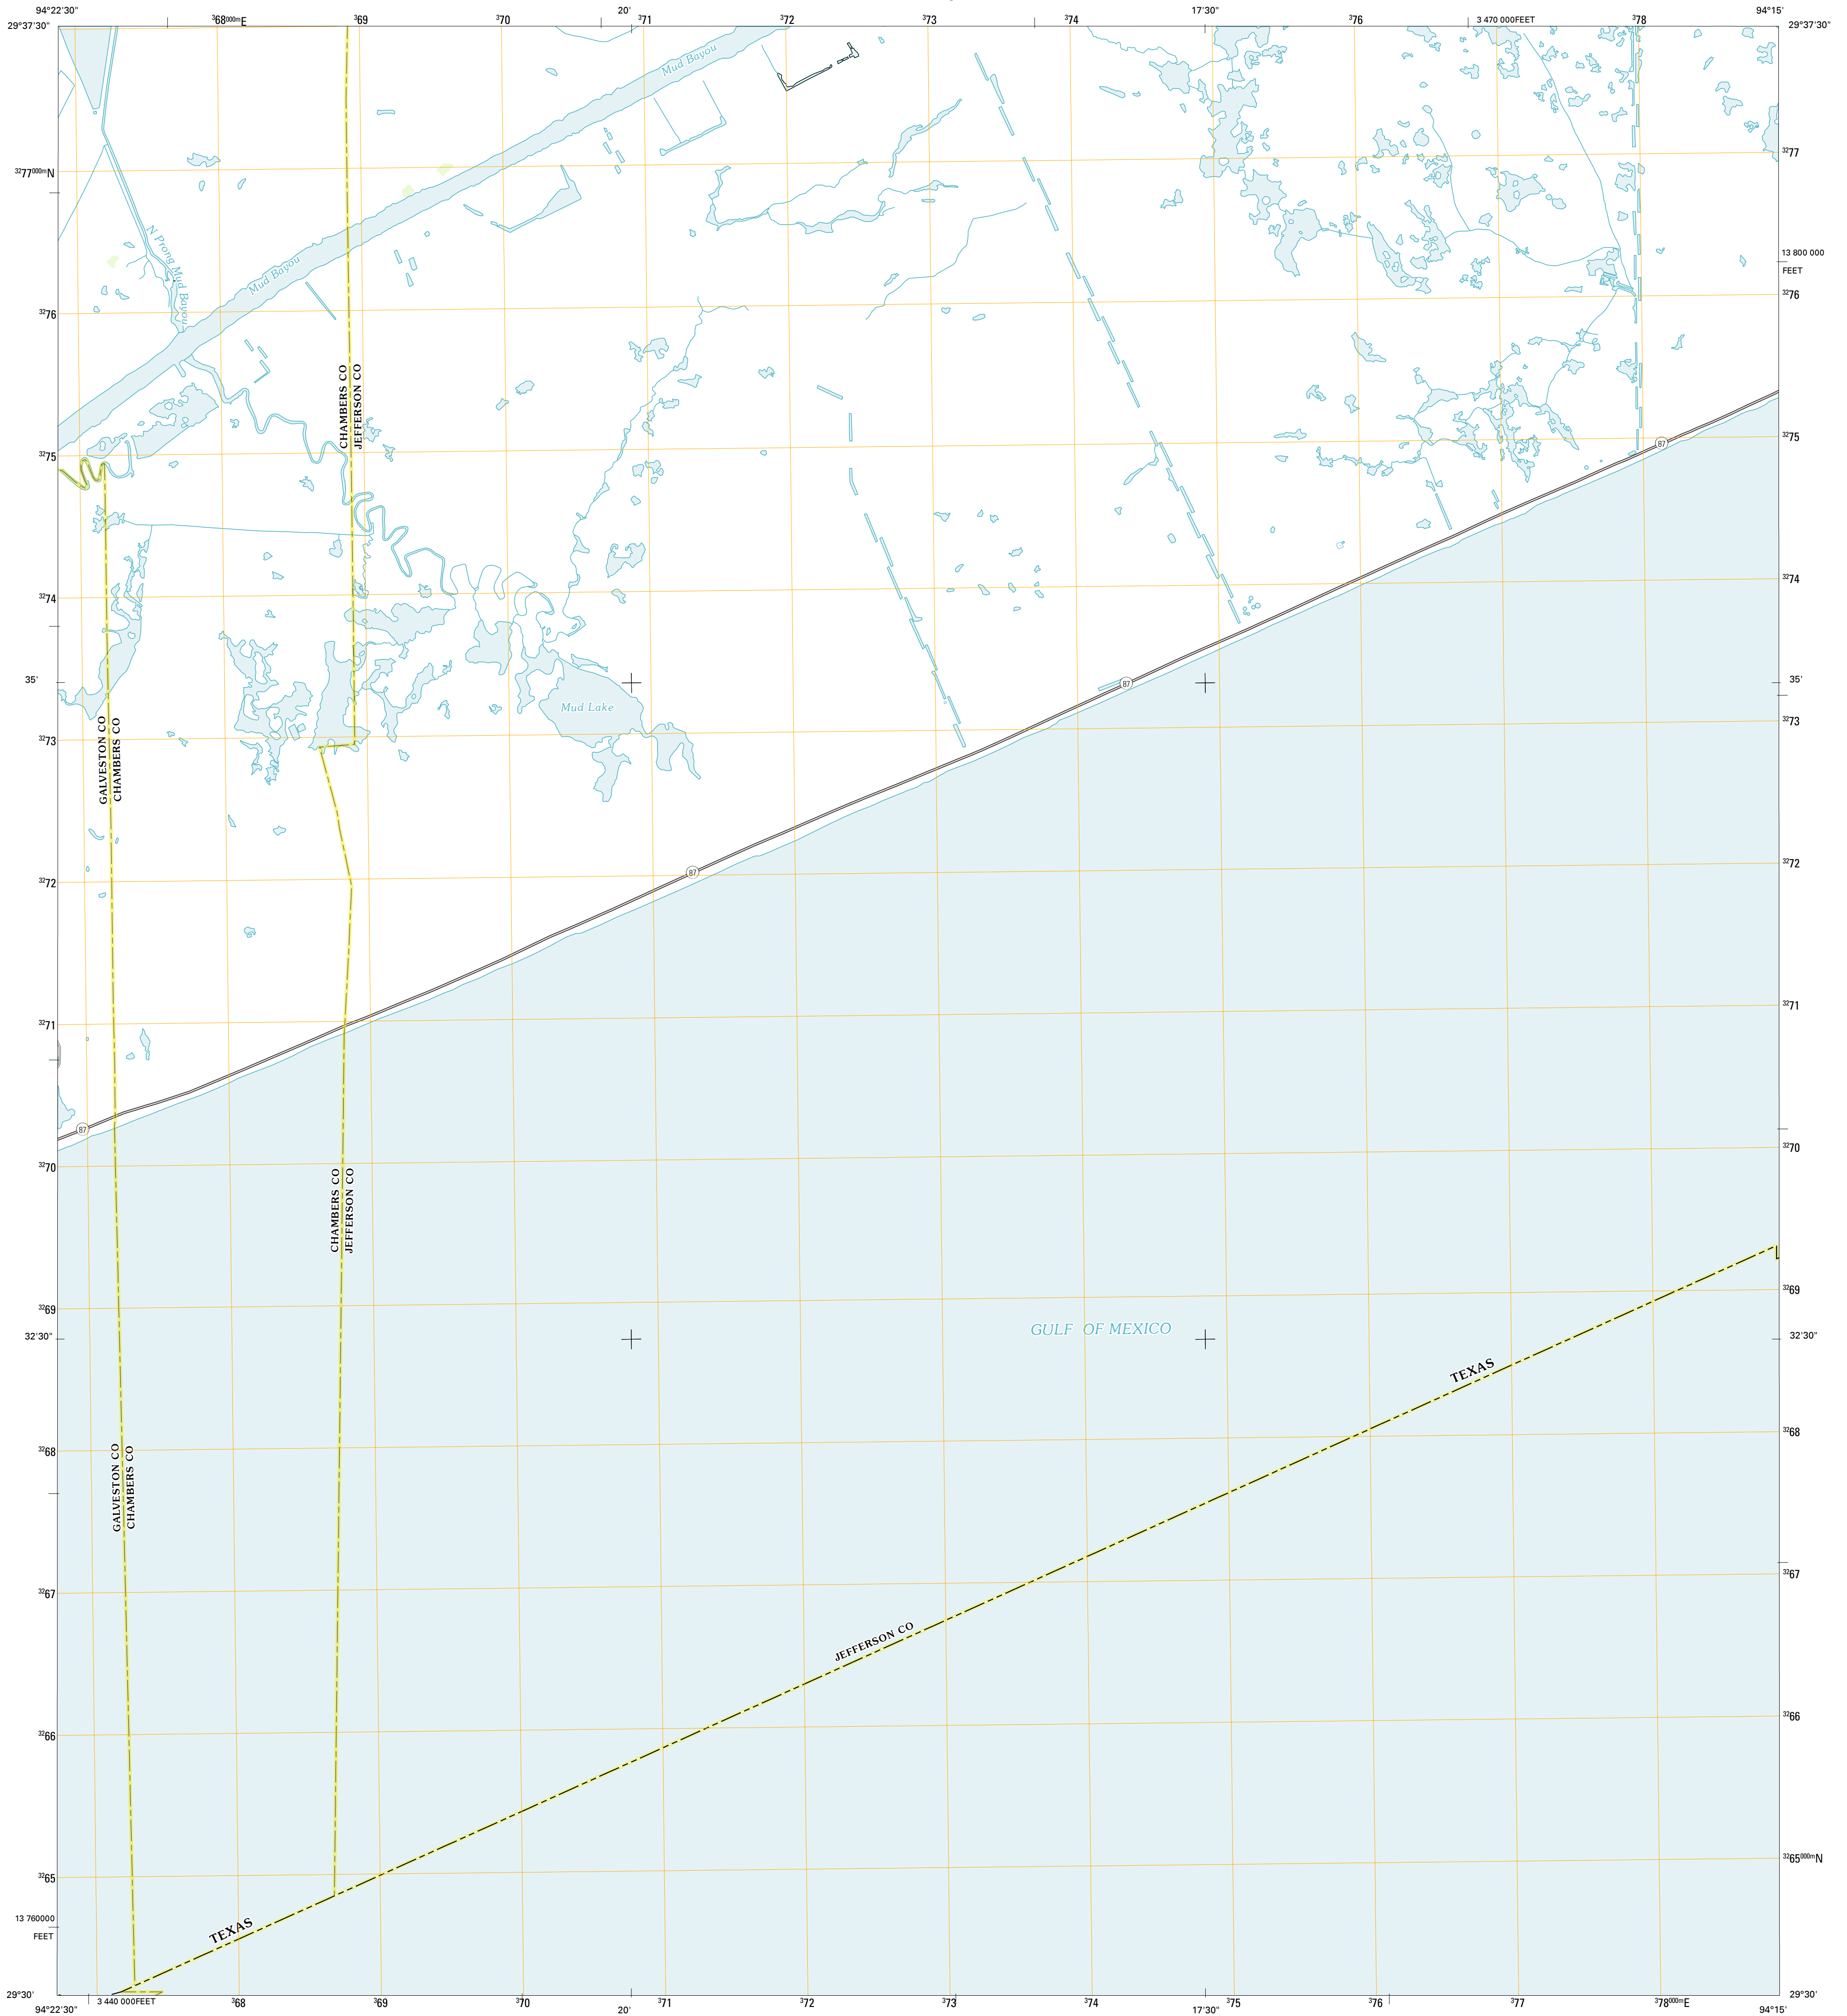 94°22'30"
³68⁰⁰⁰ᵐE
³69
³70
20'
³71
³72
³73
³74
17'30"
³76
3 470 000FEET
³78
94°15'
29°37'30"
29°37'30"
Mud Bayou
³²77⁰⁰⁰ᵐN
³²77
N Prong Mud Bayou
Mud Bayou
13 800 000
FEET
³²76
³²76
CHAMBERS CO
JEFFERSON CO
87
³²75
³²75
³²74
³²74
35'
87
35'
Mud Lake
GALVESTON CO
CHAMBERS CO
³²73
³²73
87
³²72
³²72
³²71
³²71
87
³²70
³²70
CHAMBERS CO
JEFFERSON CO
³²69
³²69
32'30"
GULF OF MEXICO
32'30"
TEXAS
GALVESTON CO
CHAMBERS CO
³²68
³²68
³²67
³²67
JEFFERSON CO
³²66
³²66
³²65
³²65⁰⁰⁰ᵐN
13 760000
FEET
TEXAS
29°30'
29°30'
3 440 000FEET
94°22'30"
³68
³69
³70
20'
³71
³72
³73
³74
17'30"
³75
³76
³77
³78⁰⁰⁰ᵐE
94°15'